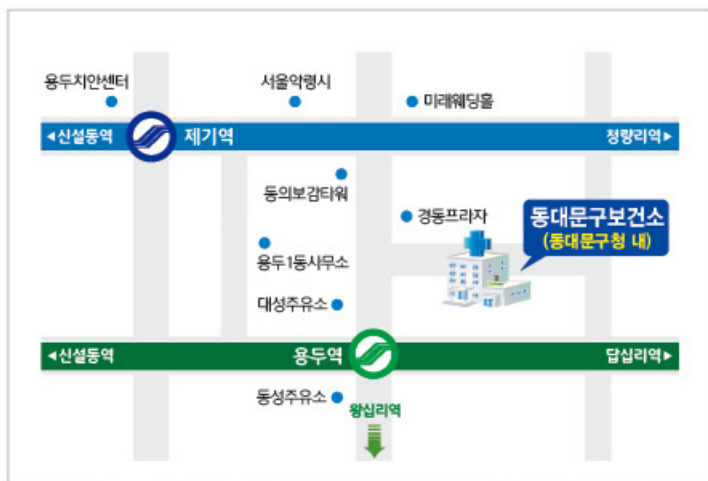 용두치안센터
서울약령시
미래웨딩홀
◀신설동역
제기역
청량리역▶
동의보감타워
경동프라자
동대문구보건소
(동대문구청 내)
용두1동사무소
대성주유소
◀신설동역
용두역
답십리역▶
동성주유소
왕십리역